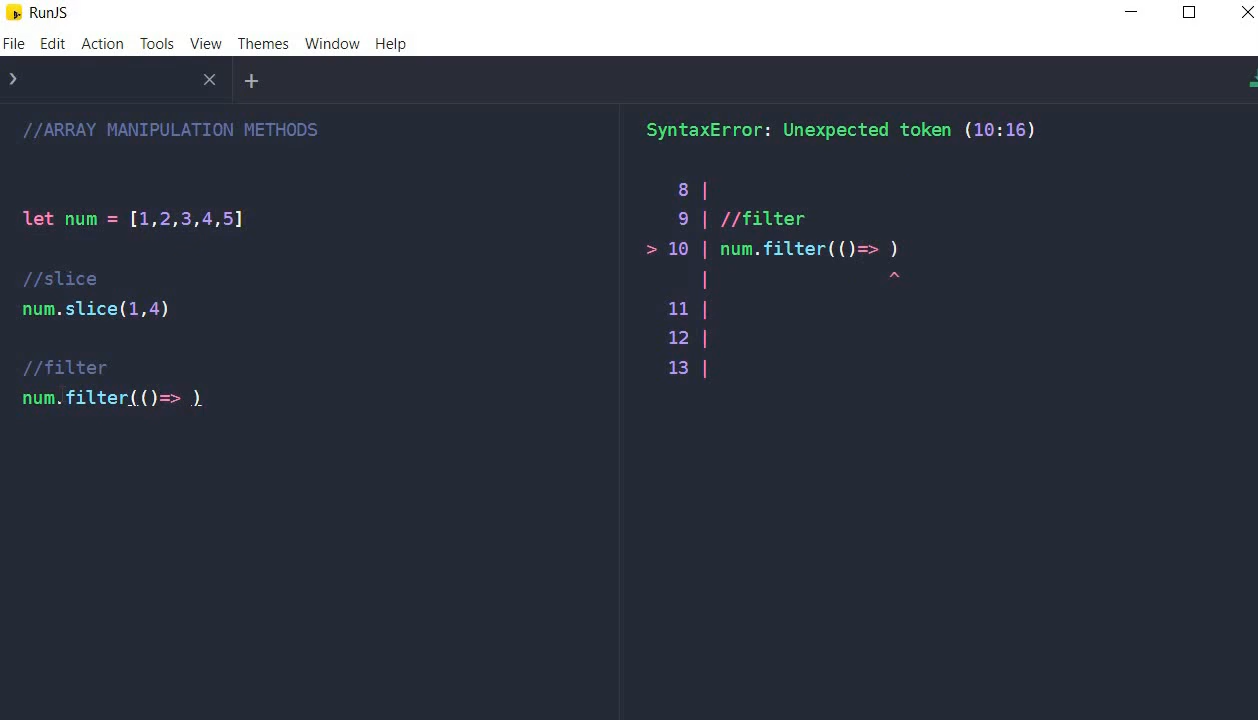 RunJS
File Edit Action Tools View Themes Window Help
//ARRAY MANIPULATION METHODS
let num = [1,2,3,4,5]
//slice
num.slice(1,4)
//filter
num.filter(()=> )
SyntaxError: Unexpected token (10:16)
8 |
9 | //filter
> 10 | num.filter(()=> )
| ^
11 |
12 |
13 |